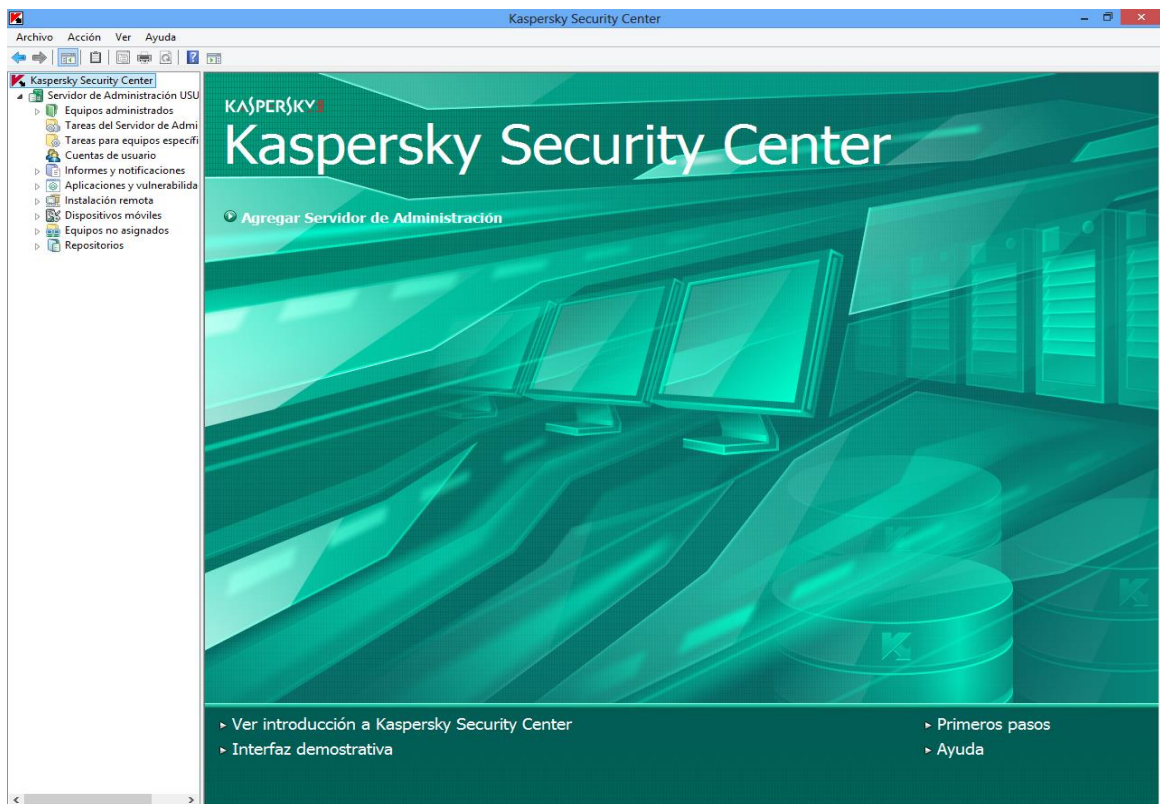 Kaspersky Security Center
Archivo Acción Ver Ayuda
Kaspersky Security Center
Servidor de Administración USU
Equipos administrados
Tareas del Servidor de Admi
Tareas para equipos específi
Cuentas de usuario
Informes y notificaciones
Aplicaciones y vulnerabilida
Instalación remota
Dispositivos móviles
Equipos no asignados
Repositorios
KASPERSKY
Kaspersky Security Center
Agregar Servidor de Administración
Ver introducción a Kaspersky Security Center
Interfaz demostrativa
Primeros pasos
Ayuda